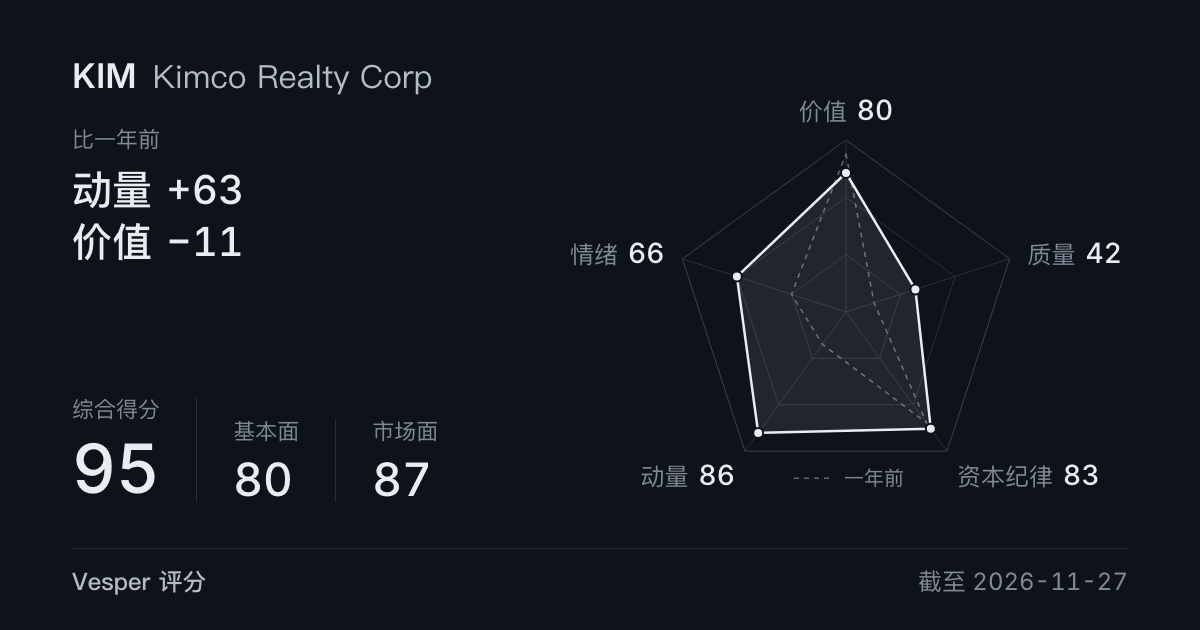 KIM Kimco Realty Corp
比一年前
动量 +63
价值 −11
综合得分
95
基本面
80
市场面
87
价值 80
质量 42
资本纪律 83
动量 86
情绪 66
一年前
Vesper 评分
截至 2026-11-27